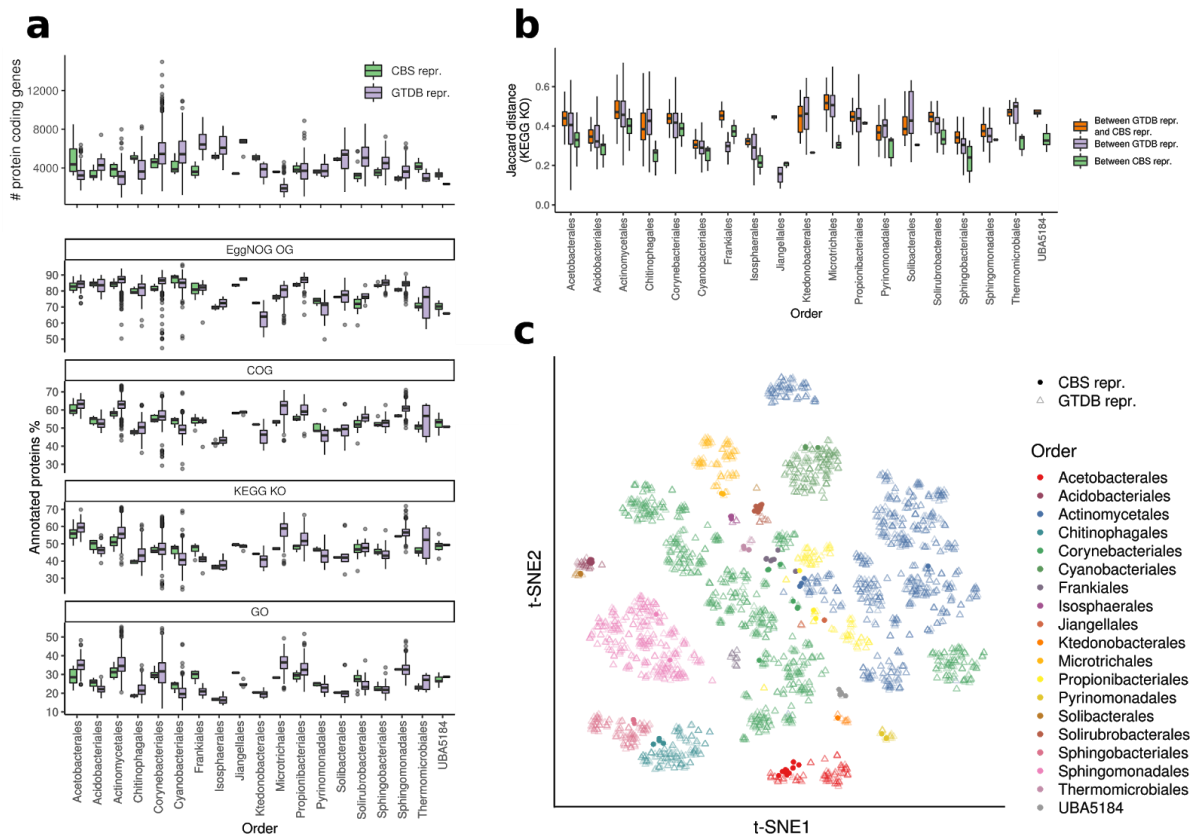 a
# protein coding genes
12000
8000
4000
CBS repr.
GTDB repr.
Annotated proteins %
EggNOG OG
90
80
70
60
50
COG
70
60
50
40
30
KEGG KO
70
60
50
40
30
GO
50
40
30
20
10
Acetobacterales
Acidobacteriales
Actinomycetales
Chitinophagales
Corynebacteriales
Cyanobacteriales
Frankiales
Isosphaerales
Jiangellales
Ktedonobacterales
Microtrichales
Propionibacteriales
Pyrinomonadales
Solibacterales
Solirubrobacterales
Sphingobacteriales
Sphingomonadales
Thermomicrobiales
UBA5184
Order
b
Jaccard distance
(KEGG KO)
0.6
0.4
0.2
0.0
Acetobacterales
Acidobacteriales
Actinomycetales
Chitinophagales
Corynebacteriales
Cyanobacteriales
Frankiales
Isosphaerales
Jiangellales
Ktedonobacterales
Microtrichales
Propionibacteriales
Pyrinomonadales
Solibacterales
Solirubrobacterales
Sphingobacteriales
Sphingomonadales
Thermomicrobiales
UBA5184
Order
Between GTDB repr.
and CBS repr.
Between GTDB repr.
Between CBS repr.
c
t-SNE2
t-SNE1
CBS repr.
GTDB repr.
Order
Acetobacterales
Acidobacteriales
Actinomycetales
Chitinophagales
Corynebacteriales
Cyanobacteriales
Frankiales
Isosphaerales
Jiangellales
Ktedonobacterales
Microtrichales
Propionibacteriales
Pyrinomonadales
Solibacterales
Solirubrobacterales
Sphingobacteriales
Sphingomonadales
Thermomicrobiales
UBA5184